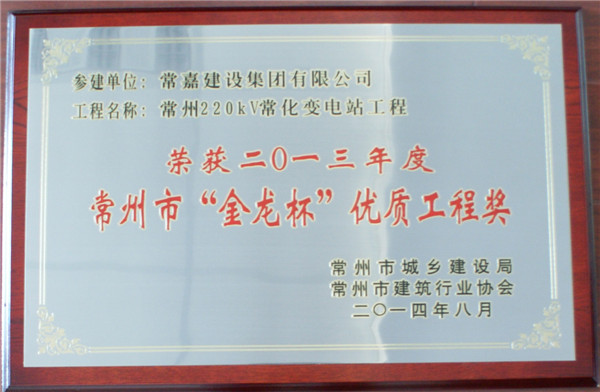 参建单位：常嘉建设集团有限公司
工程名称：常州220kV常化变电站工程
荣获二〇一三年度
常州市“金龙杯”优质工程奖
常州市城乡建设局
常州市建筑行业协会
二〇一四年八月